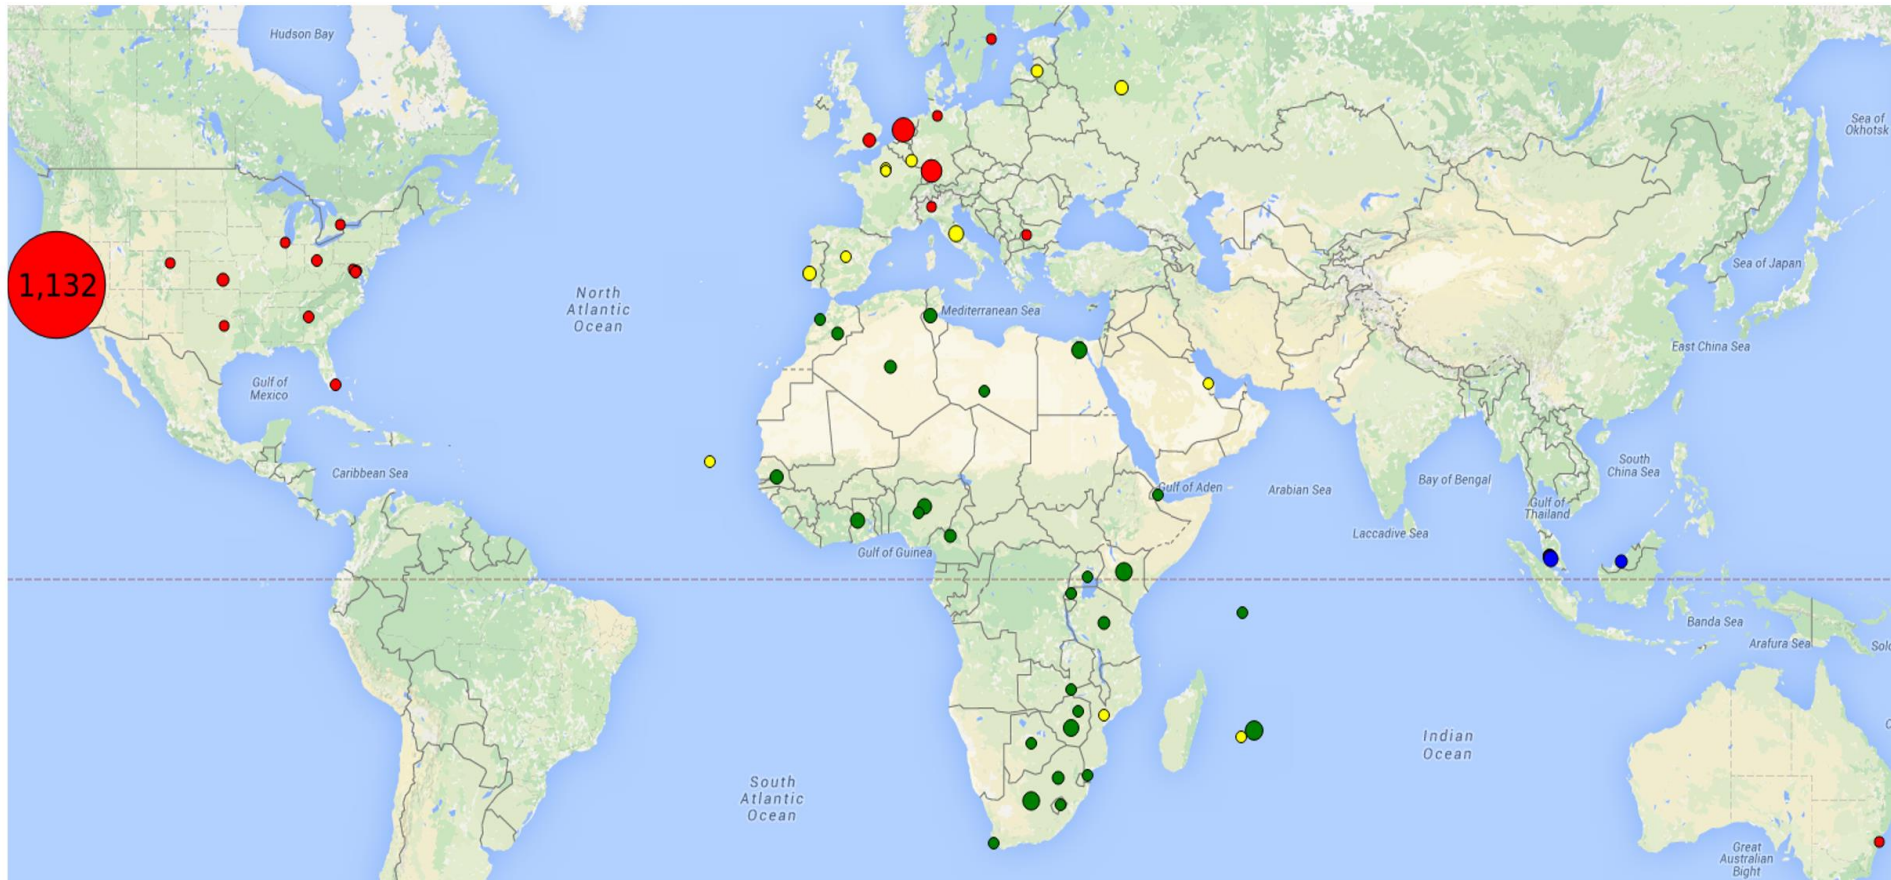 Hudson Bay
Sea of
Okhotsk
1,132
North
Atlantic
Ocean
Mediterranean Sea
Sea of Japan
East China Sea
Gulf of
Mexico
Caribbean Sea
Gulf of Aden
Arabian Sea
Bay of Bengal
South
China Sea
Gulf of
Thailand
Laccadive Sea
Gulf of Guinea
Banda Sea
Arafura Sea
Indian
Ocean
South
Atlantic
Ocean
Great
Australian
Bight